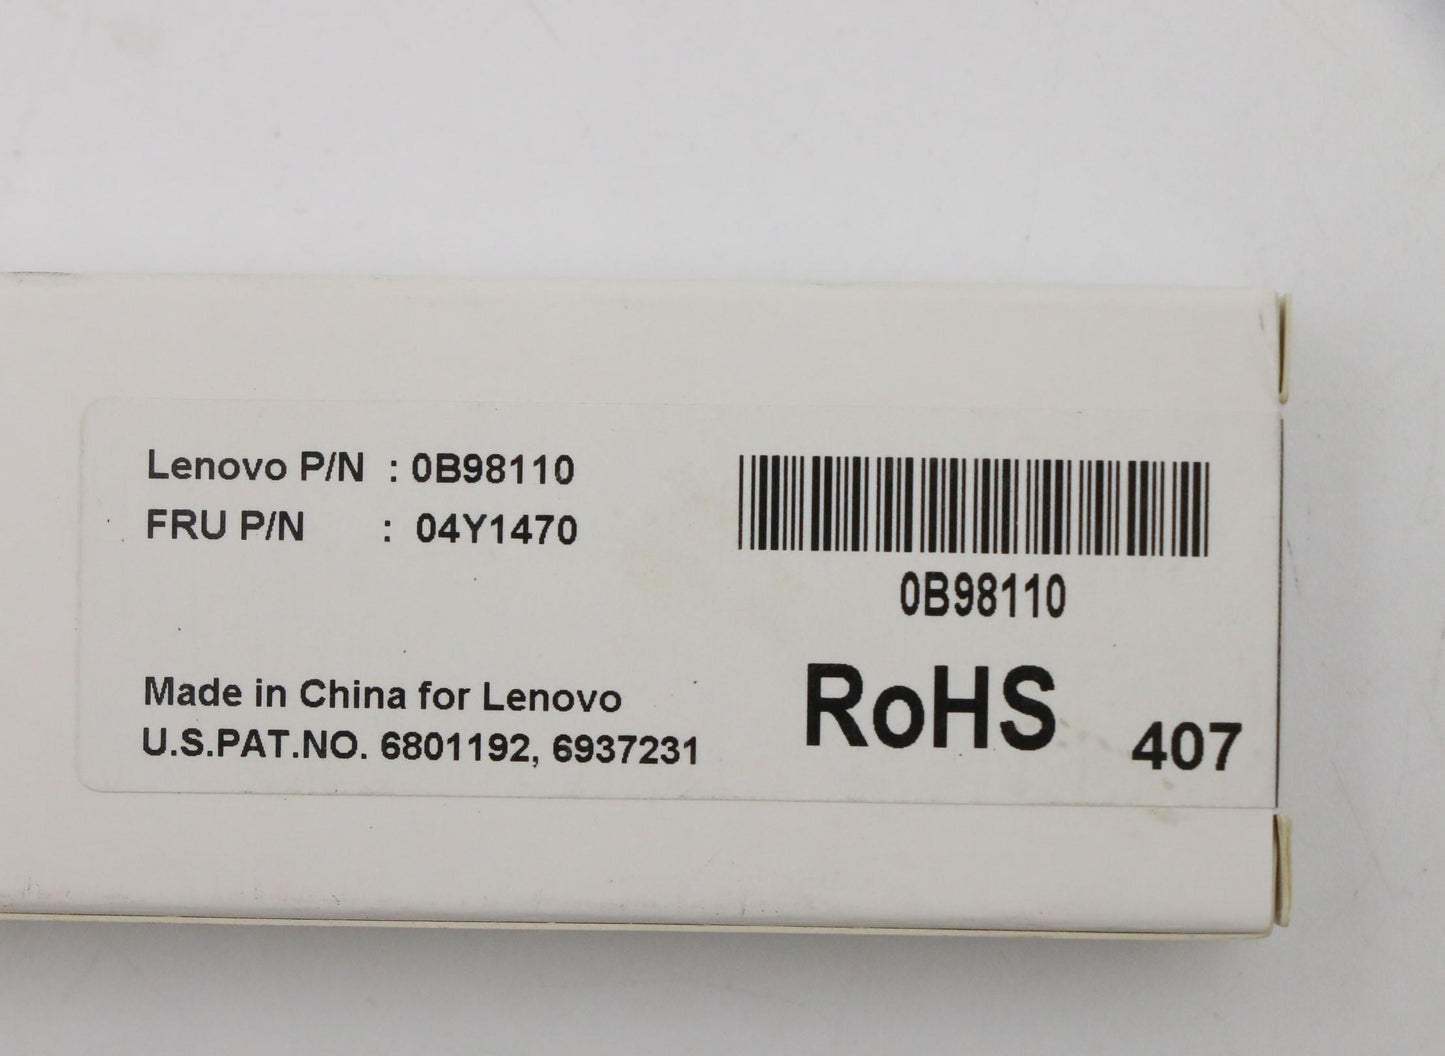 Lenovo P/N : 0B98110
FRU P/N : 04Y1470
0B98110
Made in China for Lenovo
U.S.PAT.NO. 6801192, 6937231
RoHS
407